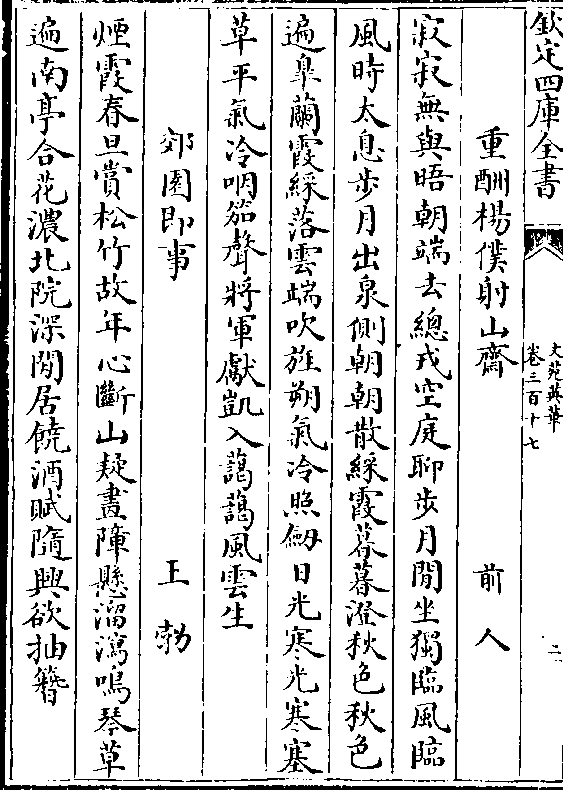 欽定四庫全書
文苑英華
卷三百十七
二
重酬楊僕射山齋 前人
寂寂無與晤朝端去總戎空庭聊歩月閒坐獨臨風臨
風時太息歩月出泉側朝朝散綵霞暮暮澄秋色秋色
遍臯蘭霞綵落雲端吹旌朔氣冷照劒日光寒光寒塞
草平氣冷咽笳聲將軍獻凱入藹藹風雲生
郊園即事 王勃
煙霞春旦賞松竹故年心斷山疑畫障懸溜瀉鳴琴草
遍南亭合花濃北院深閒居饒酒賦隨興欲抽簪